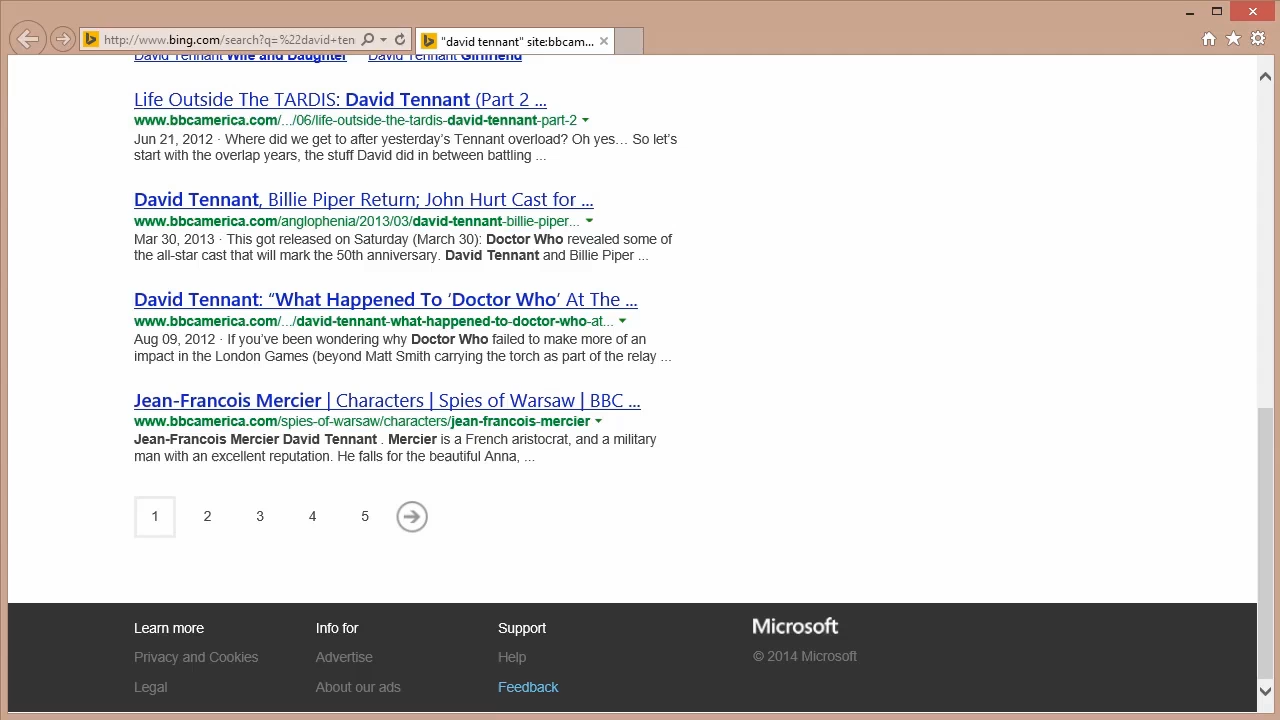 http://www.bing.com/search?q=%22david+ten
"david tennant" site:bbcam...
David Tennant Wife and Daughter David Tennant Girlfriend
Life Outside The TARDIS: David Tennant (Part 2 ...
www.bbcamerica.com/.../06/life-outside-the-tardis-david-tennant-part-2
Jun 21, 2012 · Where did we get to after yesterday's Tennant overload? Oh yes… So let's
start with the overlap years, the stuff David did in between battling ...
David Tennant, Billie Piper Return; John Hurt Cast for ...
www.bbcamerica.com/anglophenia/2013/03/david-tennant-billie-piper...
Mar 30, 2013 · This got released on Saturday (March 30): Doctor Who revealed some of
the all-star cast that will mark the 50th anniversary. David Tennant and Billie Piper ...
David Tennant: “What Happened To ‘Doctor Who’ At The ...
www.bbcamerica.com/.../david-tennant-what-happened-to-doctor-who-at...
Aug 09, 2012 · If you've been wondering why Doctor Who failed to make more of an
impact in the London Games (beyond Matt Smith carrying the torch as part of the relay ...
Jean-Francois Mercier | Characters | Spies of Warsaw | BBC ...
www.bbcamerica.com/spies-of-warsaw/characters/jean-francois-mercier
Jean-Francois Mercier David Tennant . Mercier is a French aristocrat, and a military
man with an excellent reputation. He falls for the beautiful Anna, ...
1 2 3 4 5
Learn more Info for Support Microsoft
Privacy and Cookies Advertise Help © 2014 Microsoft
Legal About our ads Feedback